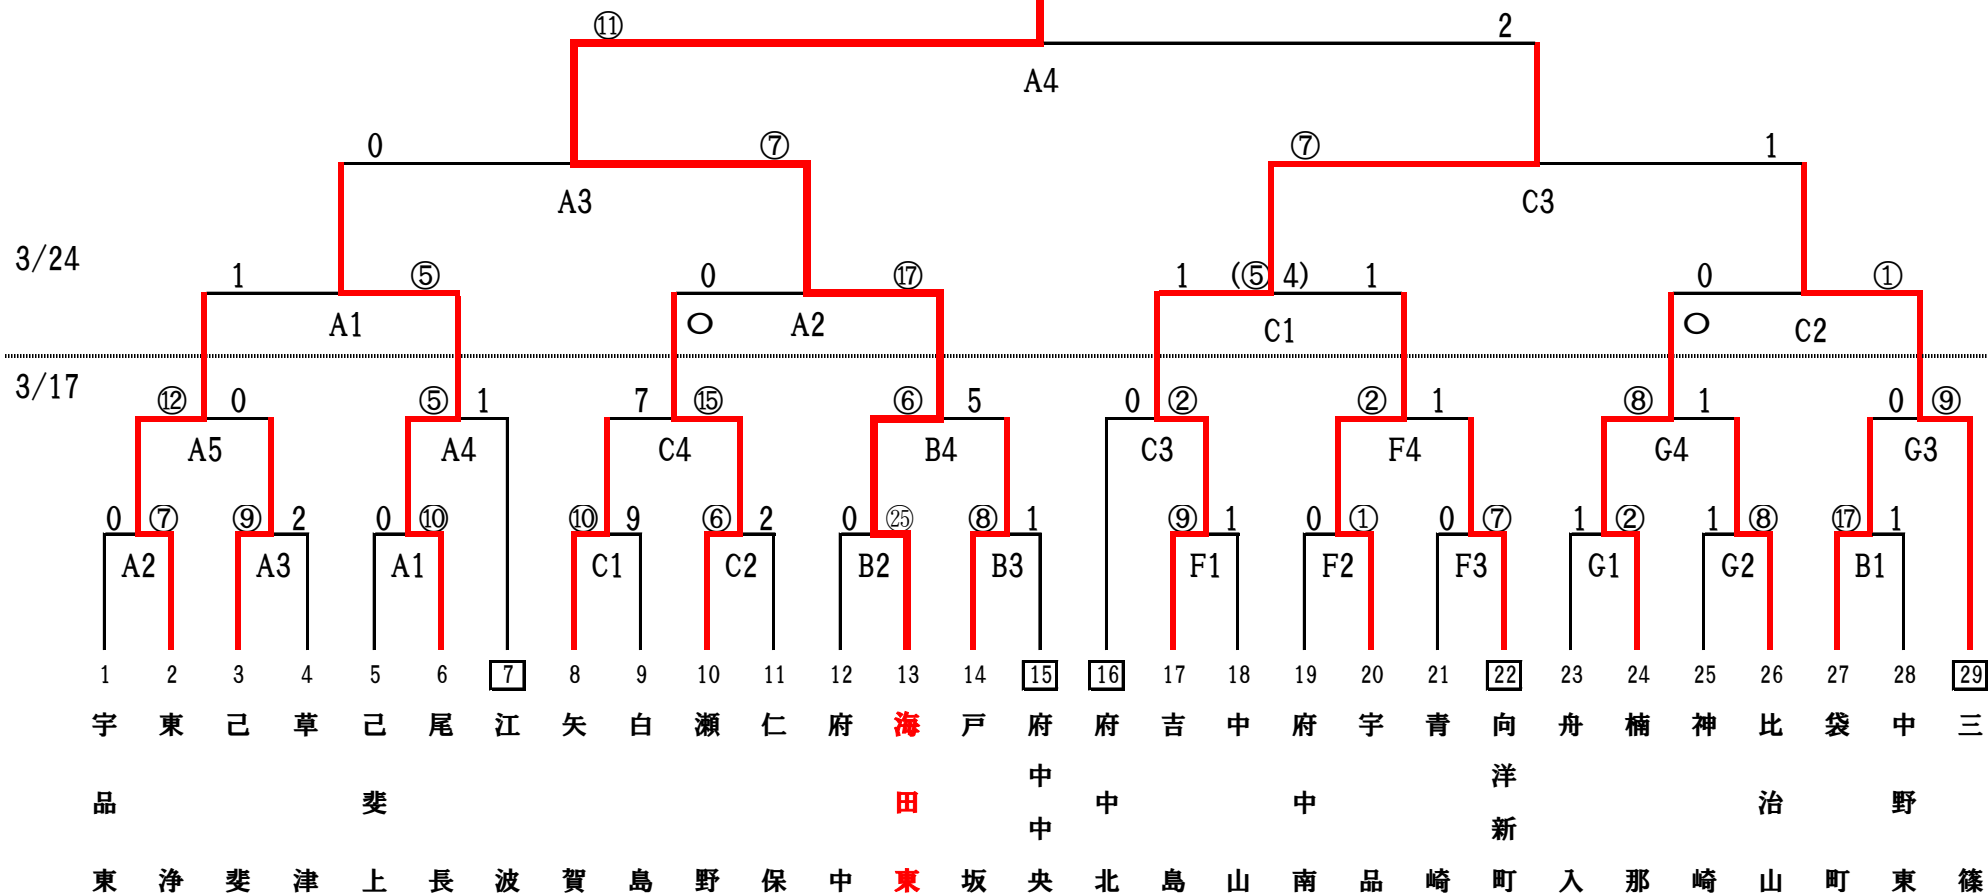 ⑪ 2
A4
0 ⑦ ⑦ 1
A3 C3
3/24
1 ⑤ 0 ⑰ 1 (⑤ 4) 1 0 ①
A1 ○ A2 C1 ○ C2
3/17
⑫ 0 ⑤ 1 7 ⑮ ⑥ 5 0 ② ② 1 ⑧ 1 0 ⑨
A5 A4 C4 B4 C3 F4 G4 G3
0 ⑦ ⑨ 2 0 ⑩ ⑩ 9 ⑥ 2 0 ㉕ ⑧ 1 ⑨ 1 0 ① 0 ⑦ 1 ② 1 ⑧ ⑰ 1
A2 A3 A1 C1 C2 B2 B3 F1 F2 F3 G1 G2 B1
1 2 3 4 5 6 7 8 9 10 11 12 13 14 15 16 17 18 19 20 21 22 23 24 25 26 27 28 29
宇品東
東浄
己斐
草津
己斐上
尾長
江波
矢賀
白島
瀬野
仁保
府中
海田東
戸坂
府中中央
府中北
吉島
中山
府中南
宇品
青崎
向洋新町
舟入
楠那
神崎
比治山
袋町
中野東
三篠